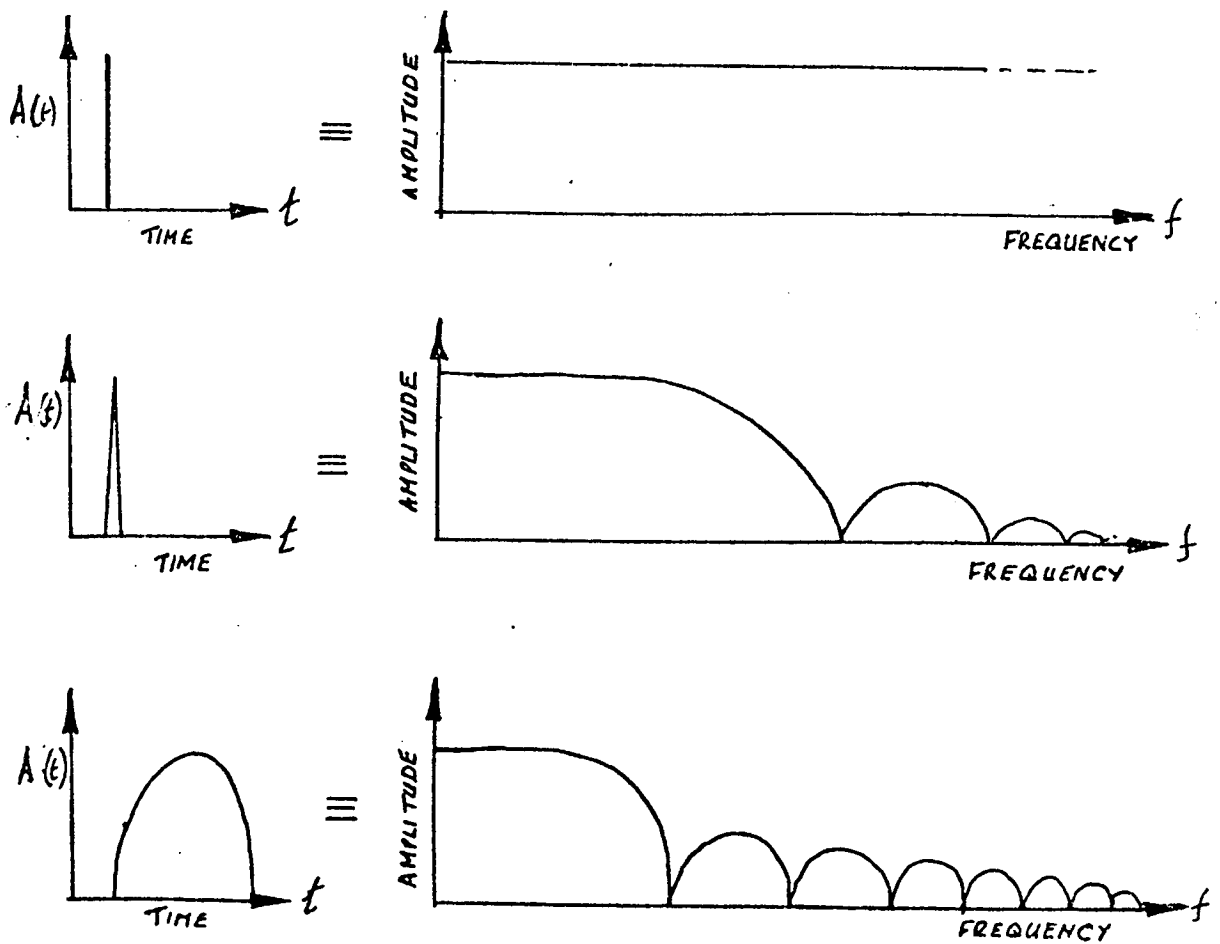 A(t)
≡
AMPLITUDE
t
TIME
f
FREQUENCY
A(t)
≡
AMPLITUDE
t
TIME
f
FREQUENCY
A(t)
≡
AMPLITUDE
t
TIME
f
FREQUENCY